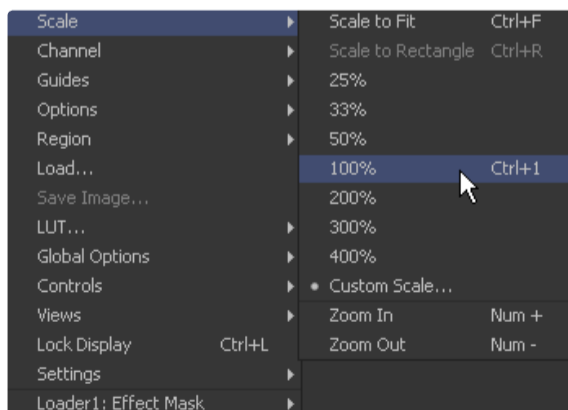 Scale
Channel
Guides
Options
Region
Load...
Save Image...
LUT...
Global Options
Controls
Views
Lock Display Ctrl+L
Settings
Loader1: Effect Mask
Scale to Fit Ctrl+F
Scale to Rectangle Ctrl+R
25%
33%
50%
100% Ctrl+1
200%
300%
400%
Custom Scale...
Zoom In Num +
Zoom Out Num -